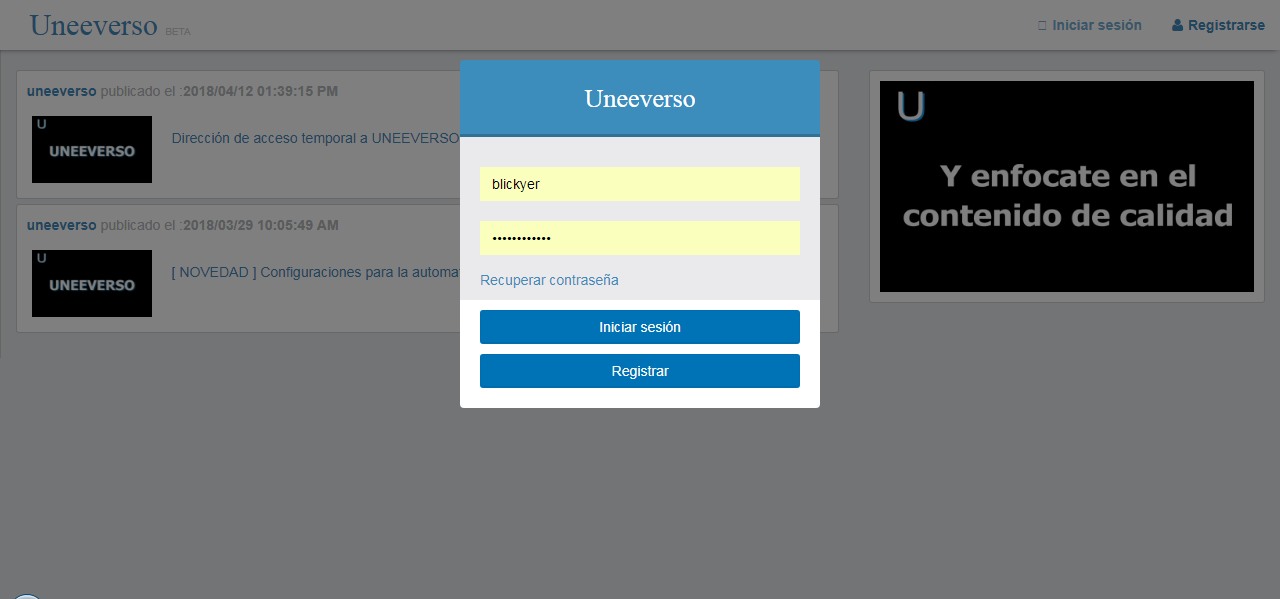 Uneeverso BETA
Iniciar sesión
Registrarse
uneeverso publicado el :2018/04/12 01:39:15 PM
U
UNEEVERSO
Dirección de acceso temporal a UNEEVERSO
uneeverso publicado el :2018/03/29 10:05:49 AM
U
UNEEVERSO
[ NOVEDAD ] Configuraciones para la automa
Uneeverso
blickyer
••••••••••••
Recuperar contraseña
Iniciar sesión
Registrar
U
Y enfocate en el
contenido de calidad